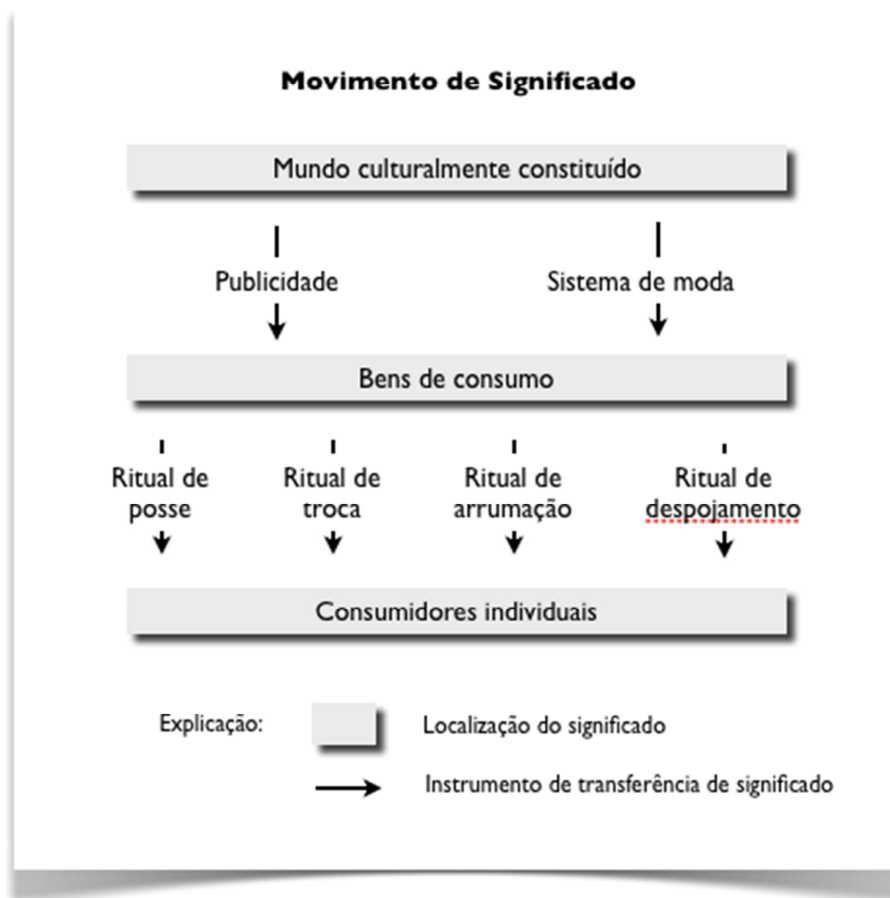 Movimento de Significado
Mundo culturalmente constituído
Publicidade Sistema de moda
Bens de consumo
Ritual de posse
Ritual de troca
Ritual de arrumação
Ritual de despojamento
Consumidores individuais
Explicação: Localização do significado
Instrumento de transferência de significado